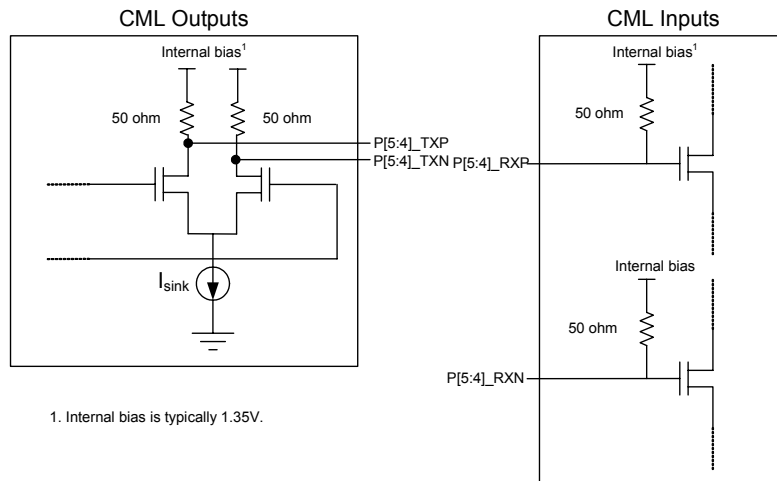 CML Outputs
Internal bias1
50 ohm
50 ohm
P[5:4]_TXP
P[5:4]_TXN
Isink
1. Internal bias is typically 1.35V.
CML Inputs
Internal bias1
50 ohm
P[5:4]_RXP
Internal bias
50 ohm
P[5:4]_RXN